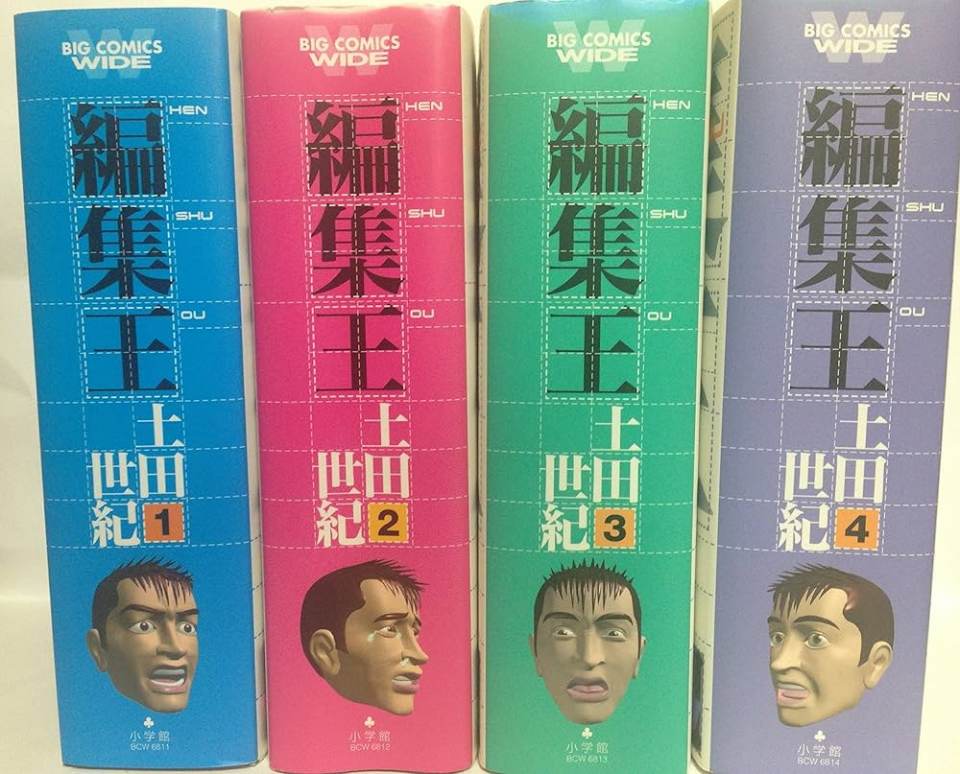 BIG COMICS
WIDE
編集王
HEN
SHU
OU
土田世紀
1
小学館
BCW 6811
BIG COMICS
WIDE
編集王
HEN
SHU
OU
土田世紀
2
小学館
BCW 6812
BIG COMICS
WIDE
編集王
HEN
SHU
OU
土田世紀
3
小学館
BCW 6813
BIG COMICS
WIDE
編集王
HEN
SHU
OU
土田世紀
4
小学館
BCW 6814